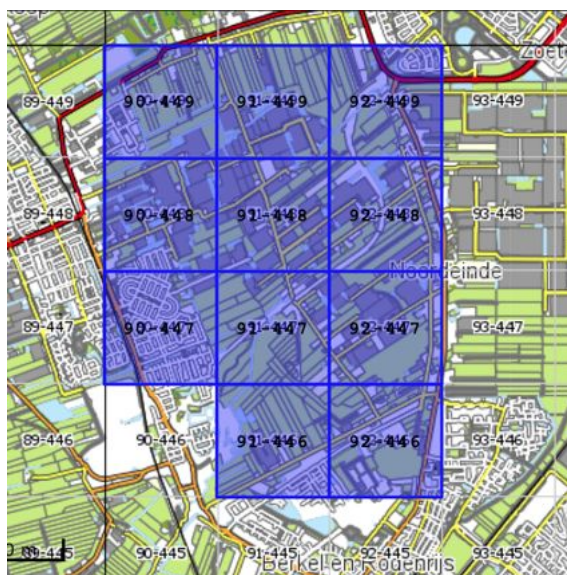 Zoet
89-449 90-449 91-449 92-449 93-449
89-448 90-448 91-448 92-448 93-448
Noordeinde
89-447 90-447 91-447 92-447 93-447
89-446 90-446 91-446 92-446 93-446
89-445 90-445 91-445 92-445 93-445
Berkel en Rodenrijs